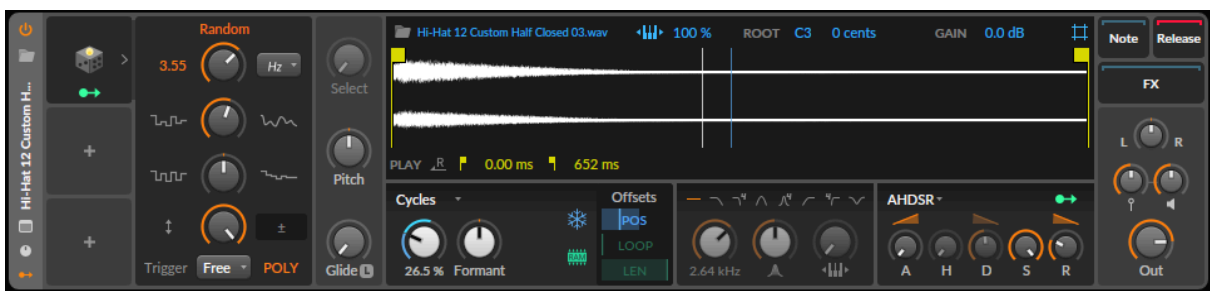 Hi-Hat 12 Custom H...
Random
3.55
Hz
Trigger
Free
POLY
Select
Pitch
Glide L
Hi-Hat 12 Custom Half Closed 03.wav
100 %
ROOT C3 0 cents
GAIN 0.0 dB
PLAY R 0.00 ms 652 ms
Cycles
26.5 % Formant
RAM
Offsets
POS
LOOP
LEN
2.64 kHz
AHDSR
A H D S R
Note
Release
FX
L R
Out